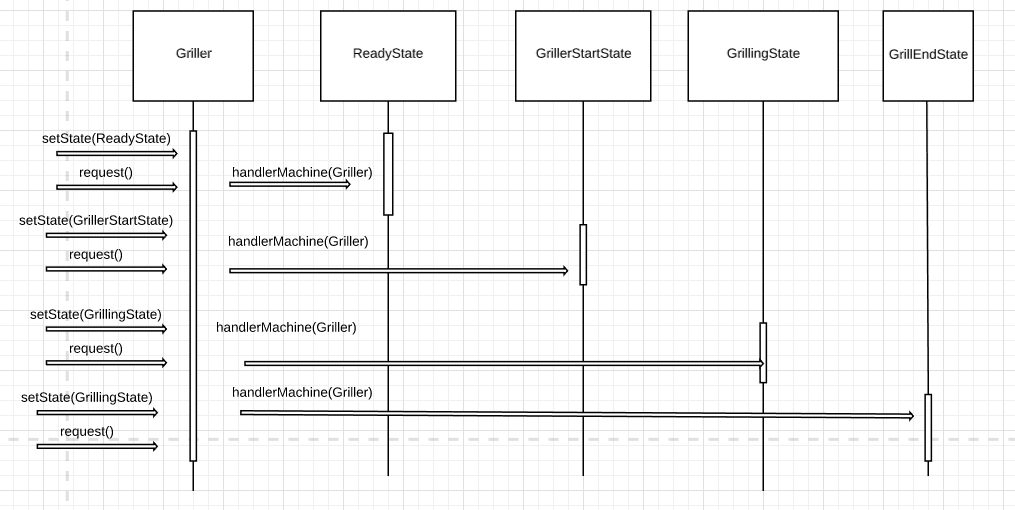 Griller
ReadyState
GrillerStartState
GrillingState
GrillEndState
setState(ReadyState)
request()
handlerMachine(Griller)
setState(GrillerStartState)
handlerMachine(Griller)
request()
setState(GrillingState)
handlerMachine(Griller)
request()
setState(GrillingState)
handlerMachine(Griller)
request()